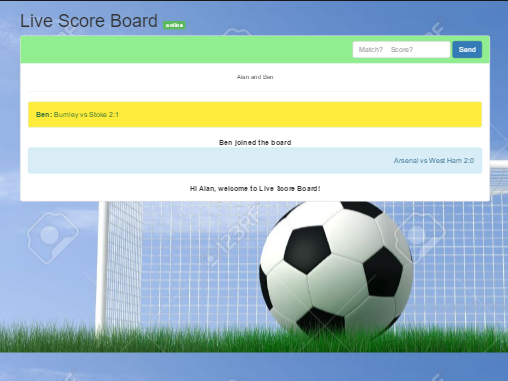 Live Score Board online
Match? Score? Send
Alan and Ben
Ben: Burnley vs Stoke 2:1
Ben joined the board
Arsenal vs West Ham 2:0
Hi Alan, welcome to Live Score Board!
123RF